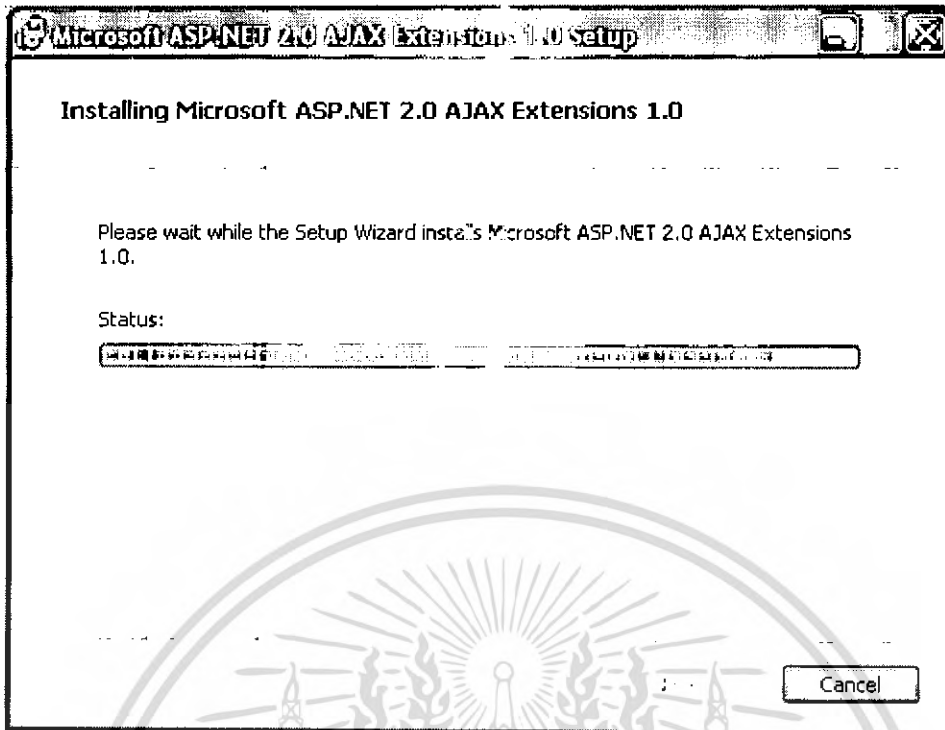 Microsoft ASP.NET 2.0 AJAX Extensions 1.0 Setup
Installing Microsoft ASP.NET 2.0 AJAX Extensions 1.0
Please wait while the Setup Wizard installs Microsoft ASP.NET 2.0 AJAX Extensions
1.0.
Status:
Cancel